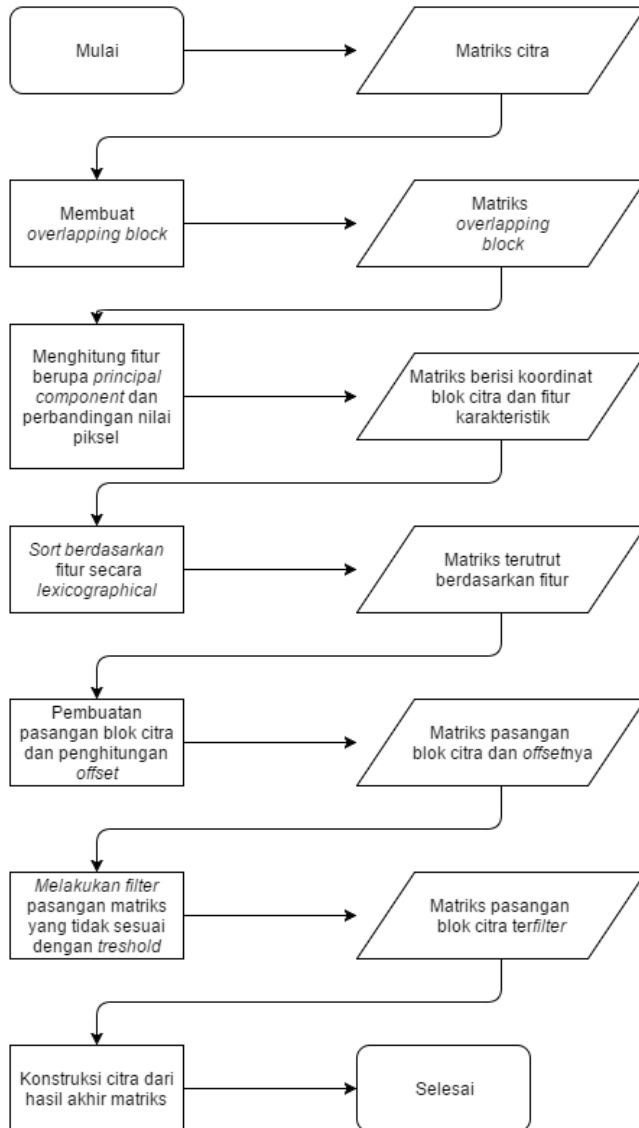 Mulai
Matriks citra
Membuat
overlapping block
Matriks
overlapping
block
Menghitung fitur
berupa principal
component dan
perbandingan nilai
piksel
Matriks berisi koordinat
blok citra dan fitur
karakteristik
Sort berdasarkan
fitur secara
lexicographical
Matriks terutrut
berdasarkan fitur
Pembuatan
pasangan blok citra
dan penghitungan
offset
Matriks pasangan
blok citra dan offsetnya
Melakukan filter
pasangan matriks
yang tidak sesuai
dengan treshold
Matriks pasangan
blok citra terfilter
Konstruksi citra dari
hasil akhir matriks
Selesai